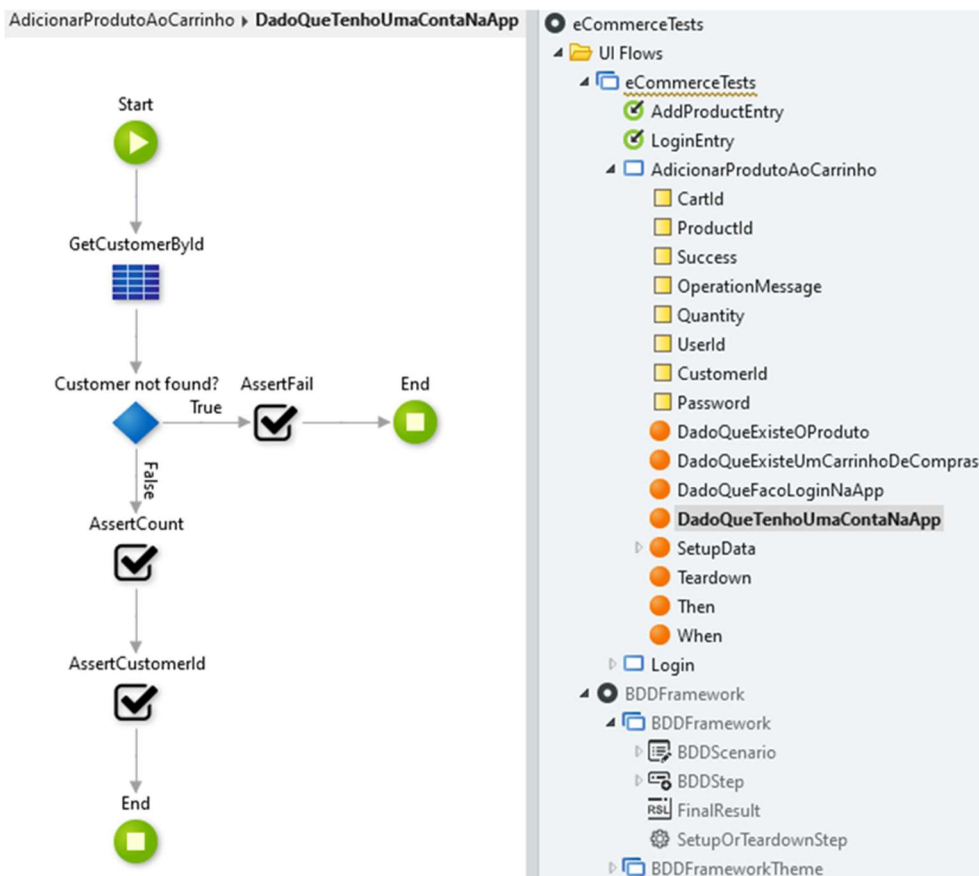 AdicionarProdutoAoCarrinho ▸ DadoQueTenhoUmaContaNaApp
Start
GetCustomerById
Customer not found?
True
AssertFail
End
False
AssertCount
AssertCustomerId
End
eCommerceTests
UI Flows
eCommerceTests
AddProductEntry
LoginEntry
AdicionarProdutoAoCarrinho
CartId
ProductId
Success
OperationMessage
Quantity
UserId
CustomerId
Password
DadoQueExisteOProduto
DadoQueExisteUmCarrinhoDeCompras
DadoQueFacoLoginNaApp
DadoQueTenhoUmaContaNaApp
SetupData
Teardown
Then
When
Login
BDDFramework
BDDFramework
BDDScenario
BDDStep
RSL FinalResult
SetupOrTeardownStep
BDDFrameworkTheme